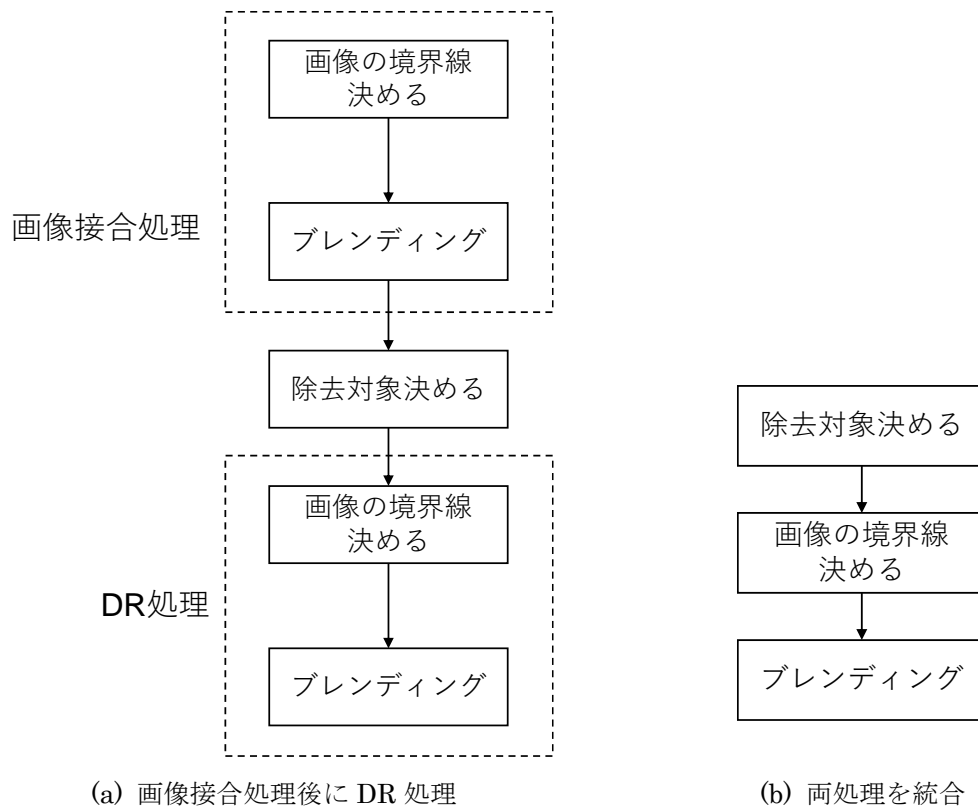 画像の境界線
決める
画像接合処理
ブレンディング
除去対象決める
画像の境界線
決める
DR処理
ブレンディング
(a) 画像接合処理後に DR 処理
除去対象決める
画像の境界線
決める
ブレンディング
(b) 両処理を統合